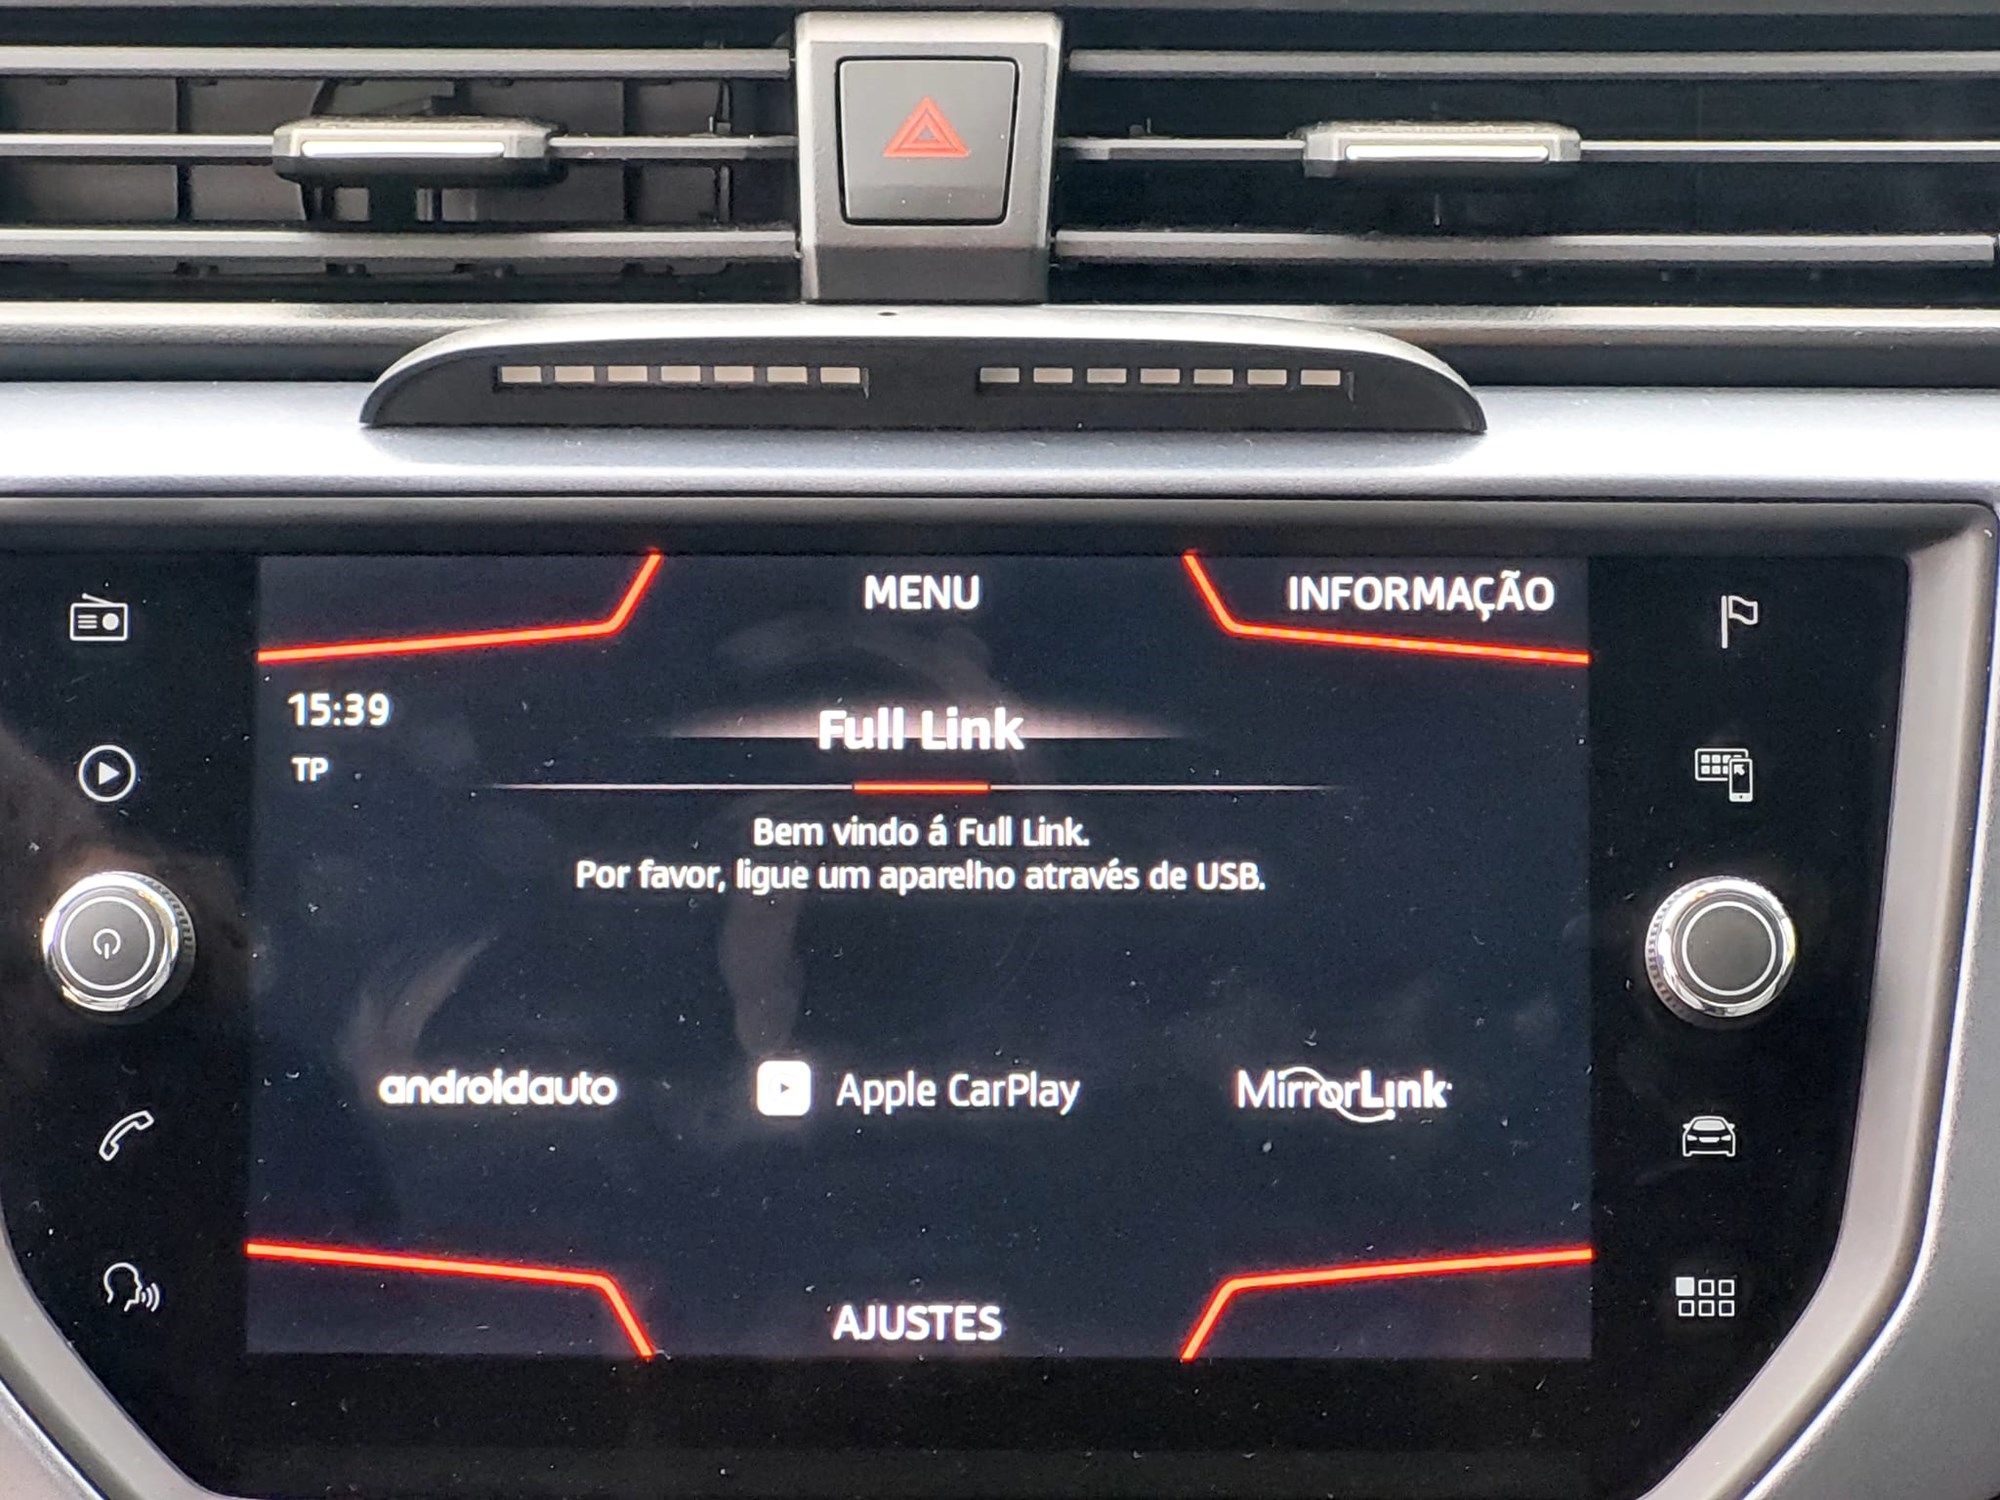 MENU
INFORMAÇÃO
15:39
Full Link
TP
Bem vindo á Full Link.
Por favor, ligue um aparelho através de USB.
androidauto
Apple CarPlay
MirrorLink
AJUSTES